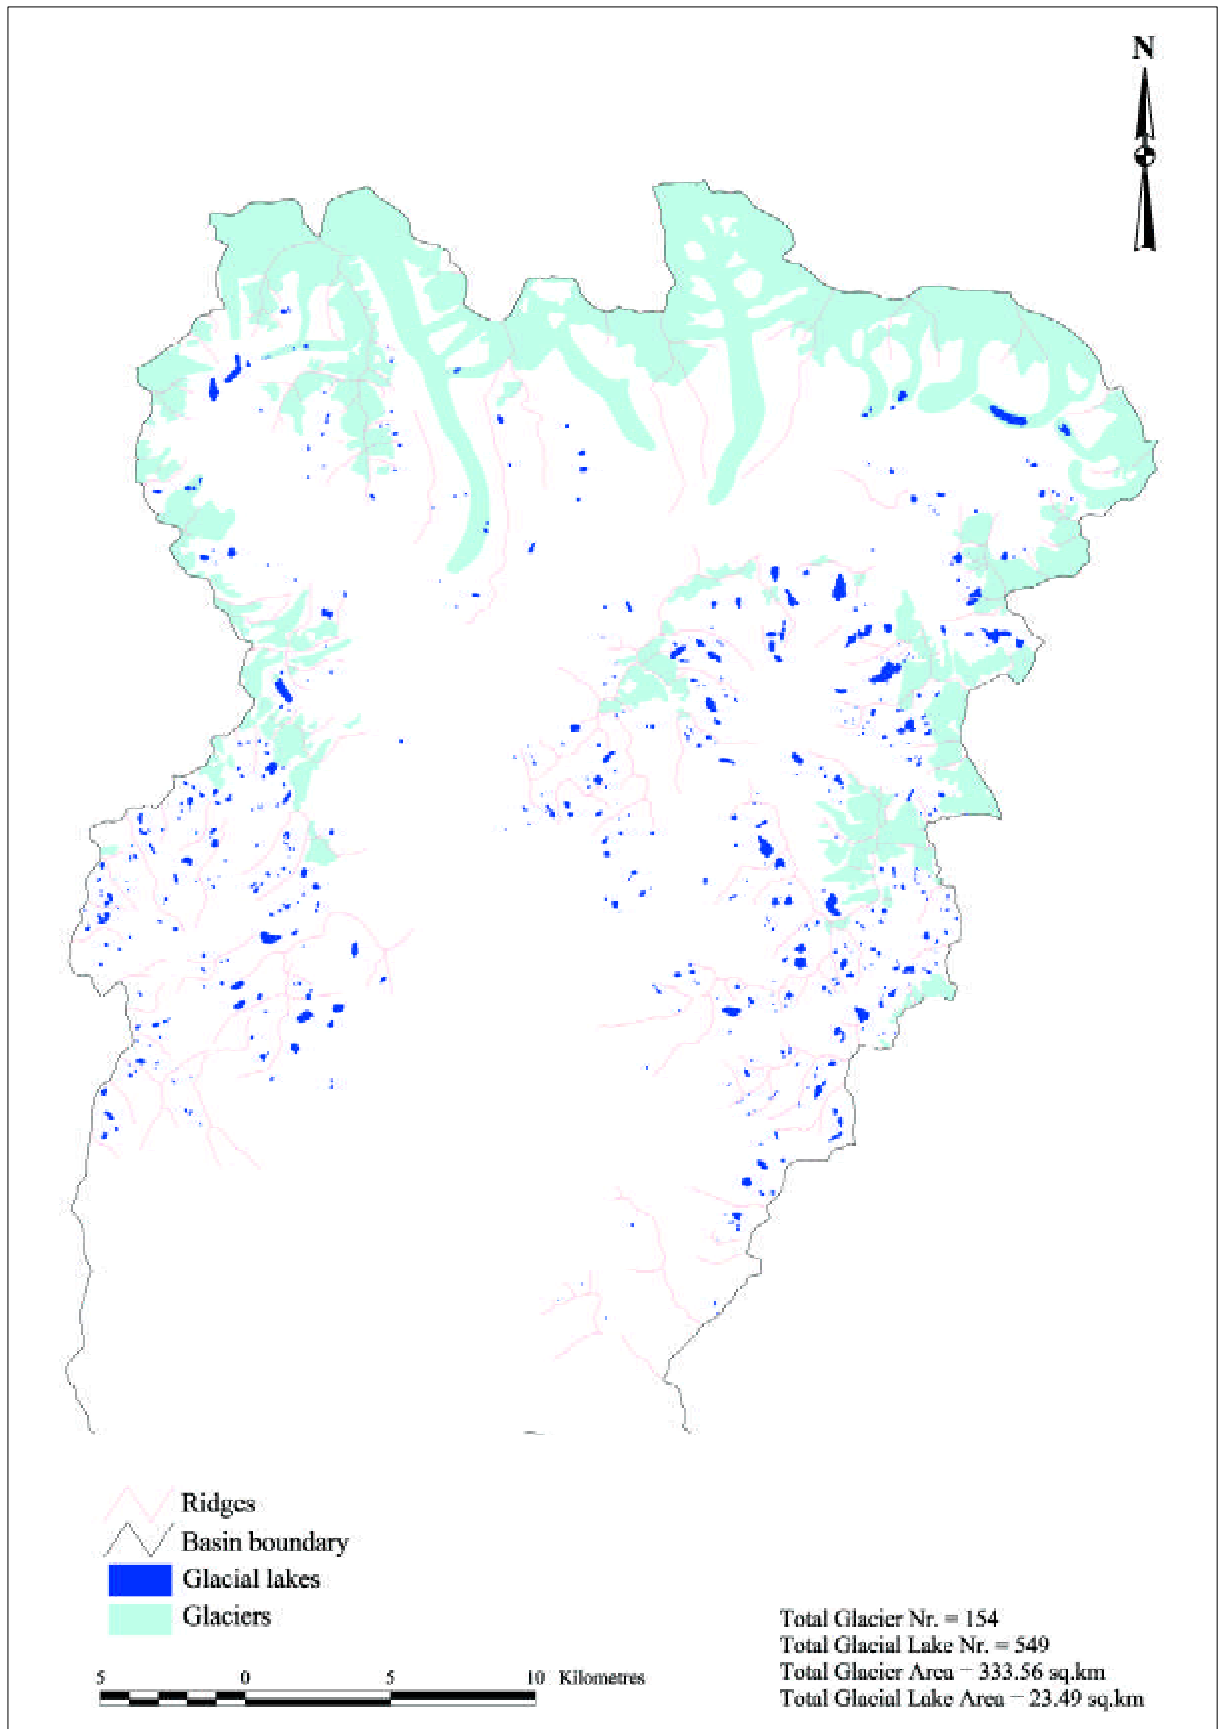 N
Ridges
Basin boundary
Glacial lakes
Glaciers
5 0 5 10 Kilometres
Total Glacier Nr. = 154
Total Glacial Lake Nr. = 549
Total Glacier Area = 333.56 sq.km
Total Glacial Lake Area = 23.49 sq.km